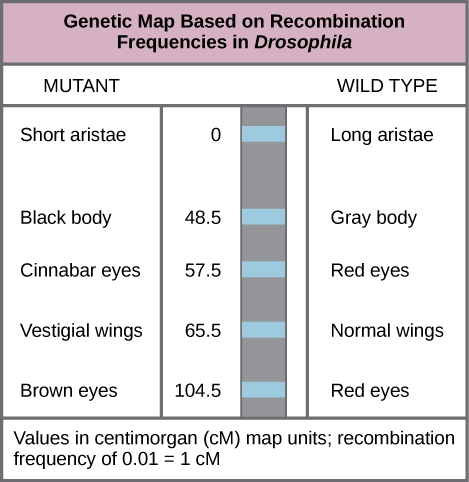 Genetic Map Based on Recombination
Frequencies in Drosophila
MUTANT WILD TYPE
Short aristae 0 Long aristae
Black body 48.5 Gray body
Cinnabar eyes 57.5 Red eyes
Vestigial wings 65.5 Normal wings
Brown eyes 104.5 Red eyes
Values in centimorgan (cM) map units; recombination
frequency of 0.01 = 1 cM